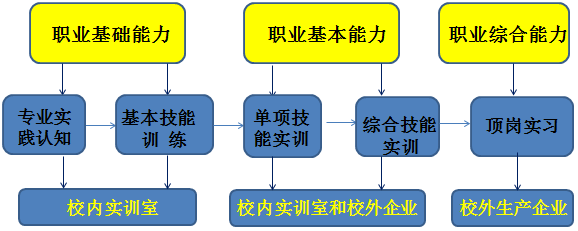 职业基础能力
职业基本能力
职业综合能力
专业实
践认知
基本技能
训 练
单项技
能实训
综合技能
实训
顶岗实习
校内实训室
校内实训室和校外企业
校外生产企业